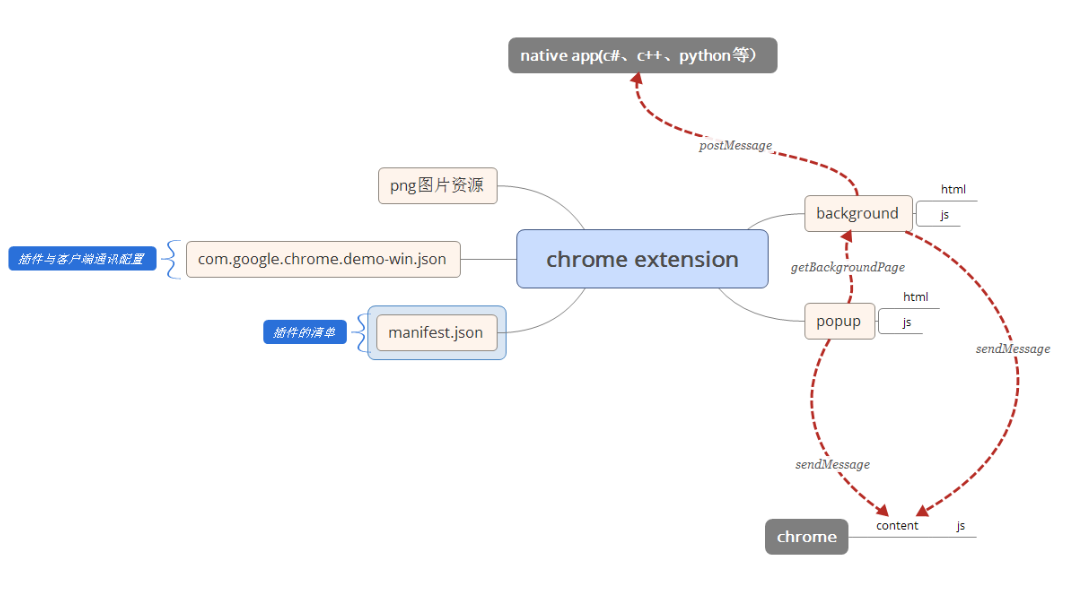 native app(c#、c++、python等）
postMessage
png图片资源
html
background
js
插件与客户端通讯配置
com.google.chrome.demo-win.json
chrome extension
getBackgroundPage
html
popup
js
插件的清单
manifest.json
sendMessage
sendMessage
content
js
chrome